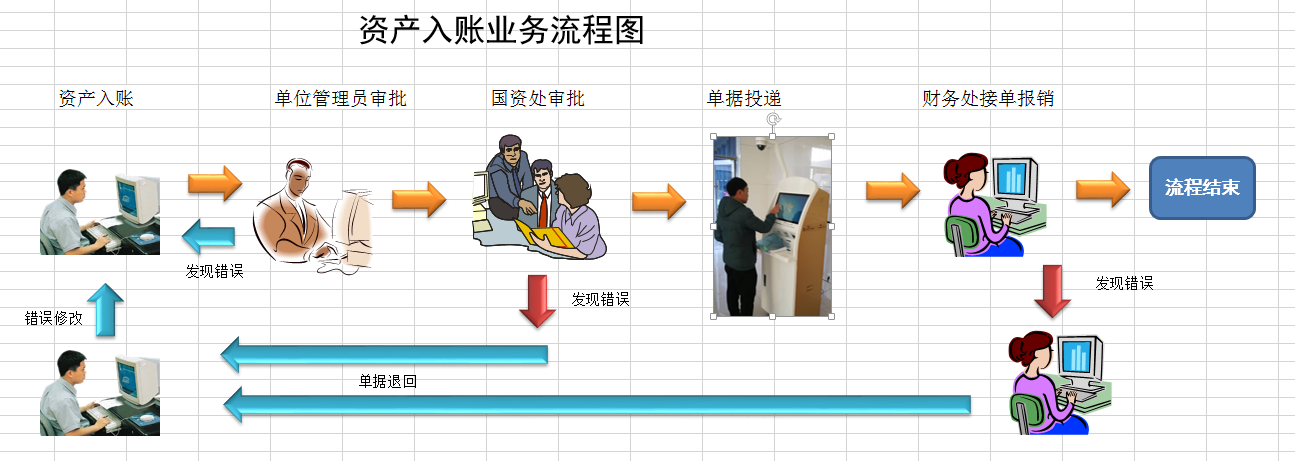 资产入账业务流程图
资产入账
单位管理员审批
国资处审批
单据投递
财务处接单报销
流程结束
发现错误
发现错误
发现错误
错误修改
单据退回